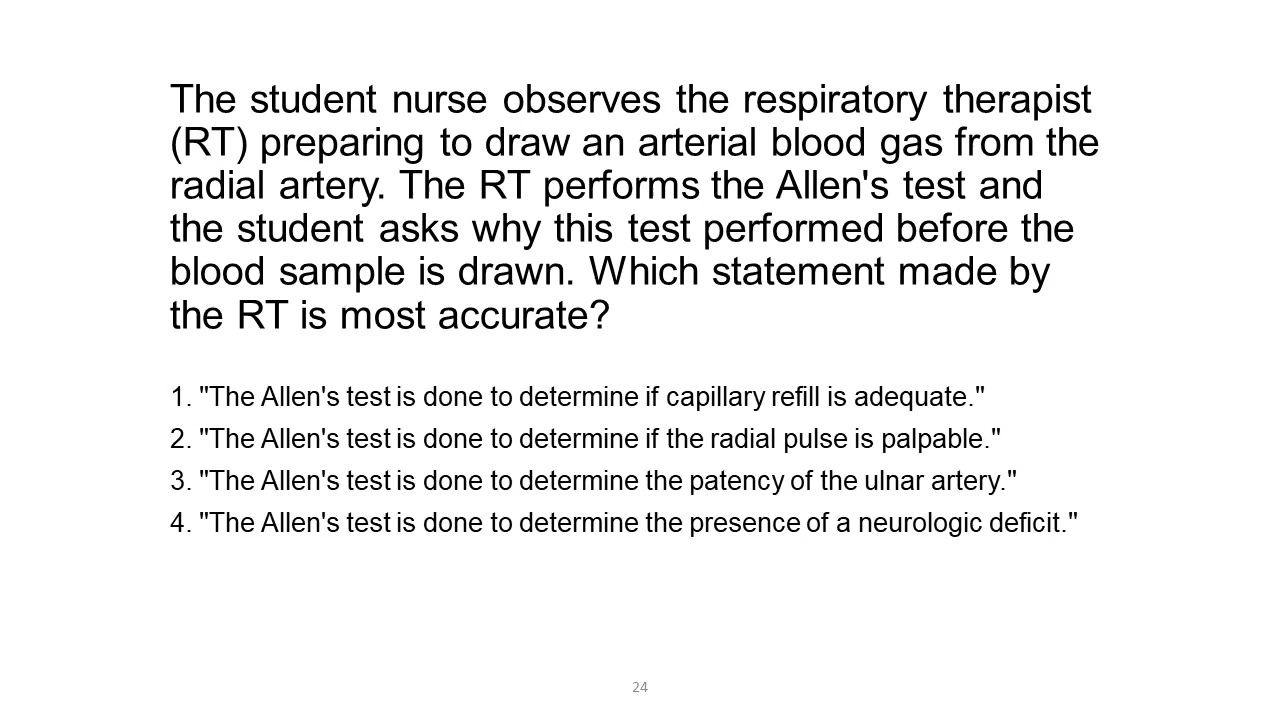 The student nurse observes the respiratory therapist
(RT) preparing to draw an arterial blood gas from the
radial artery. The RT performs the Allen's test and
the student asks why this test performed before the
blood sample is drawn. Which statement made by
the RT is most accurate?
1. "The Allen's test is done to determine if capillary refill is adequate."
2. "The Allen's test is done to determine if the radial pulse is palpable."
3. "The Allen's test is done to determine the patency of the ulnar artery."
4. "The Allen's test is done to determine the presence of a neurologic deficit."
24